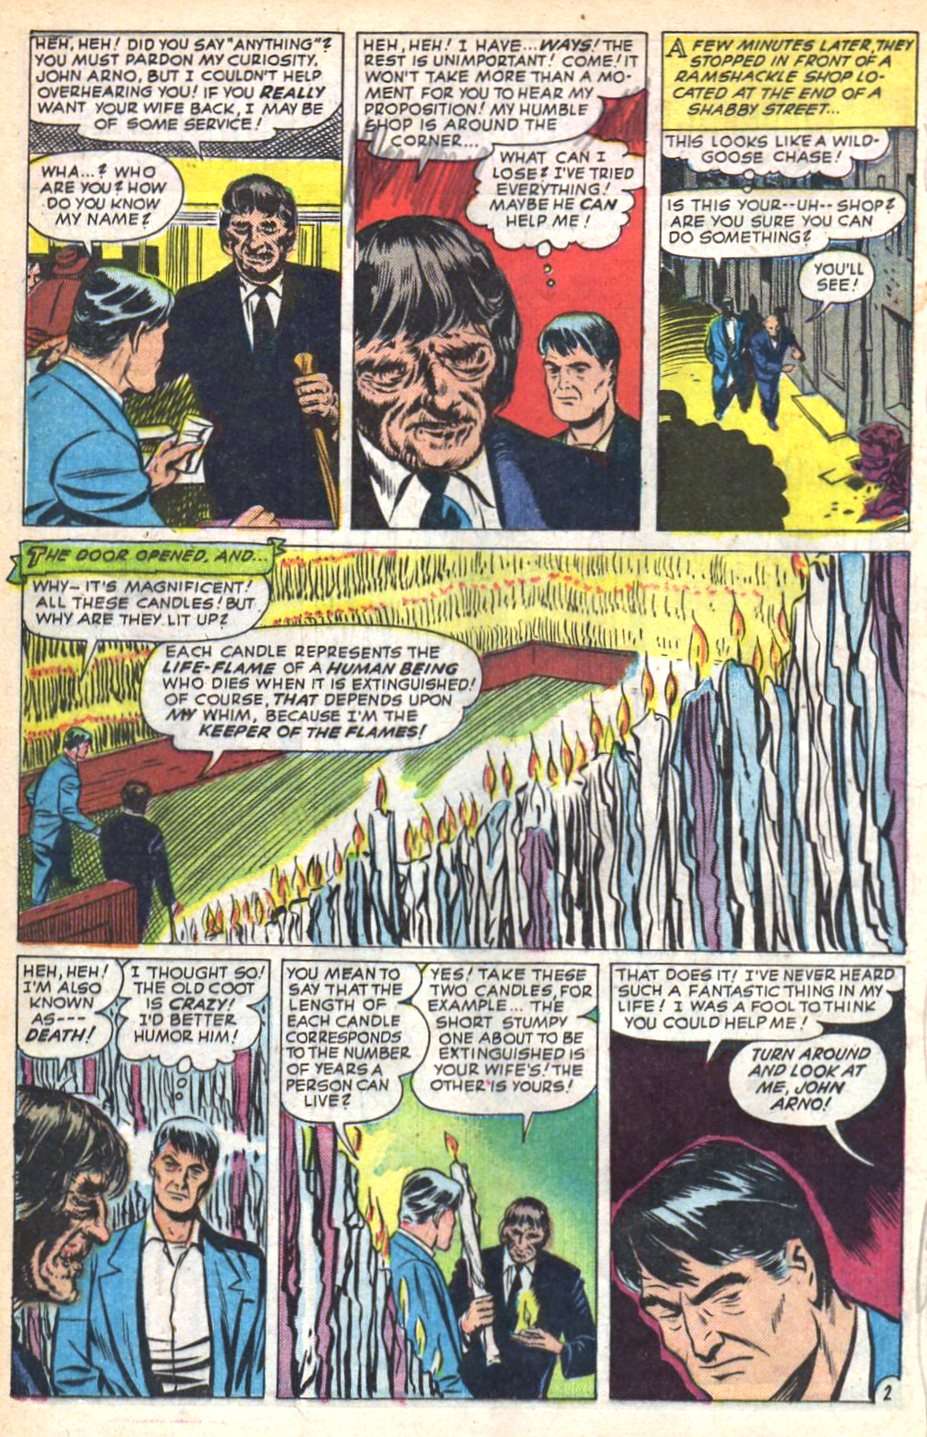 HEH, HEH! DID YOU SAY "ANYTHING"?
YOU MUST PARDON MY CURIOSITY,
JOHN ARNO, BUT I COULDN'T HELP
OVERHEARING YOU! IF YOU REALLY
WANT YOUR WIFE BACK, I MAY BE
OF SOME SERVICE!
WHA...? WHO
ARE YOU? HOW
DO YOU KNOW
MY NAME?
HEH, HEH! I HAVE... WAYS! THE
REST IS UNIMPORTANT! COME! IT
WON'T TAKE MORE THAN A MO-
MENT FOR YOU TO HEAR MY
PROPOSITION! MY HUMBLE
SHOP IS AROUND THE
CORNER...
WHAT CAN I
LOSE? I'VE TRIED
EVERYTHING!
MAYBE HE CAN
HELP ME!
A FEW MINUTES LATER, THEY
STOPPED IN FRONT OF A
RAMSHACKLE SHOP LO-
CATED AT THE END OF A
SHABBY STREET...
THIS LOOKS LIKE A WILD-
GOOSE CHASE!
IS THIS YOUR--UH--SHOP?
ARE YOU SURE YOU CAN
DO SOMETHING?
YOU'LL
SEE!
THE DOOR OPENED, AND...
WHY- IT'S MAGNIFICENT!
ALL THESE CANDLES! BUT
WHY ARE THEY LIT UP?
EACH CANDLE REPRESENTS THE
LIFE-FLAME OF A HUMAN BEING
WHO DIES WHEN IT IS EXTINGUISHED!
OF COURSE, THAT DEPENDS UPON
MY WHIM, BECAUSE I'M THE
KEEPER OF THE FLAMES!
HEH, HEH!
I'M ALSO
KNOWN
AS---
DEATH!
I THOUGHT SO!
THE OLD COOT
IS CRAZY!
I'D BETTER
HUMOR HIM!
YOU MEAN TO
SAY THAT THE
LENGTH OF
EACH CANDLE
CORRESPONDS
TO THE NUMBER
OF YEARS A
PERSON CAN
LIVE?
YES! TAKE THESE
TWO CANDLES, FOR
EXAMPLE... THE
SHORT STUMPY
ONE ABOUT TO BE
EXTINGUISHED IS
YOUR WIFE'S! THE
OTHER IS YOURS!
THAT DOES IT! I'VE NEVER HEARD
SUCH A FANTASTIC THING IN MY
LIFE! I WAS A FOOL TO THINK
YOU COULD HELP ME!
TURN AROUND
AND LOOK AT
ME, JOHN
ARNO!
2